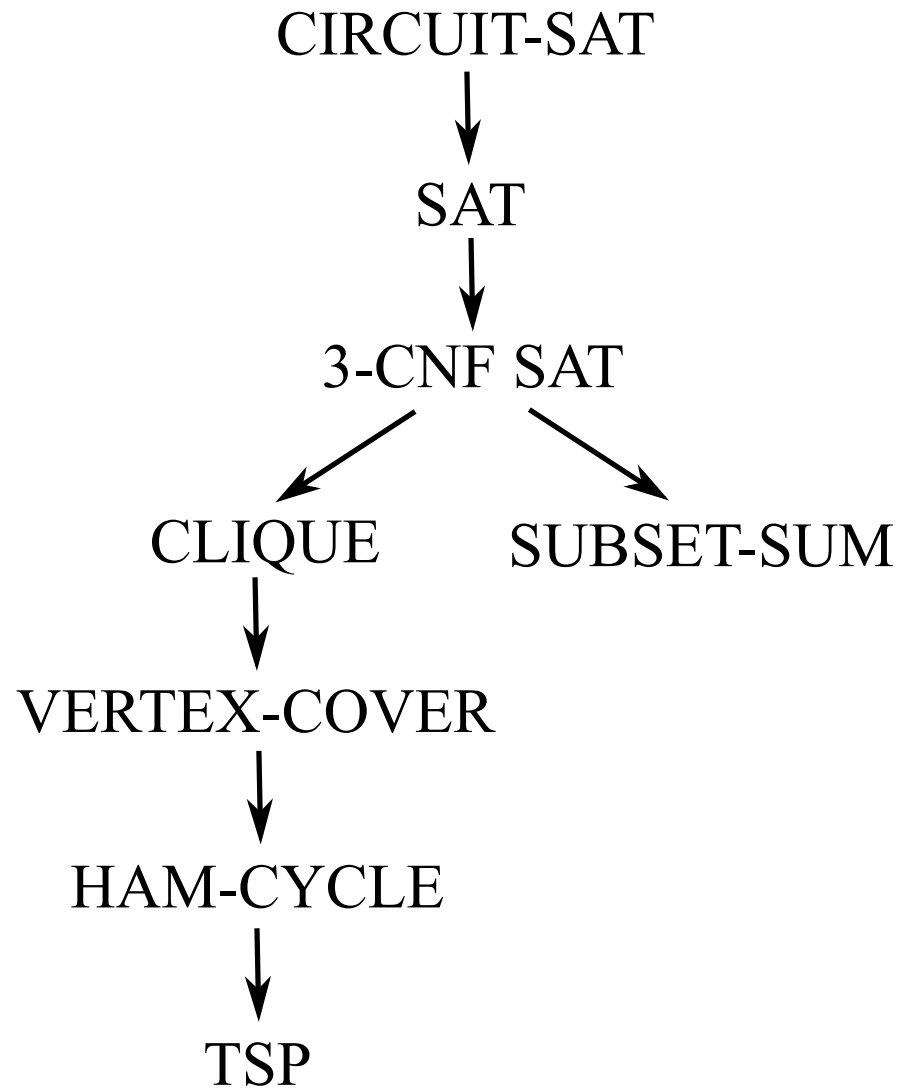 CIRCUIT-SAT
SAT
3-CNF SAT
CLIQUE
SUBSET-SUM
VERTEX-COVER
HAM-CYCLE
TSP